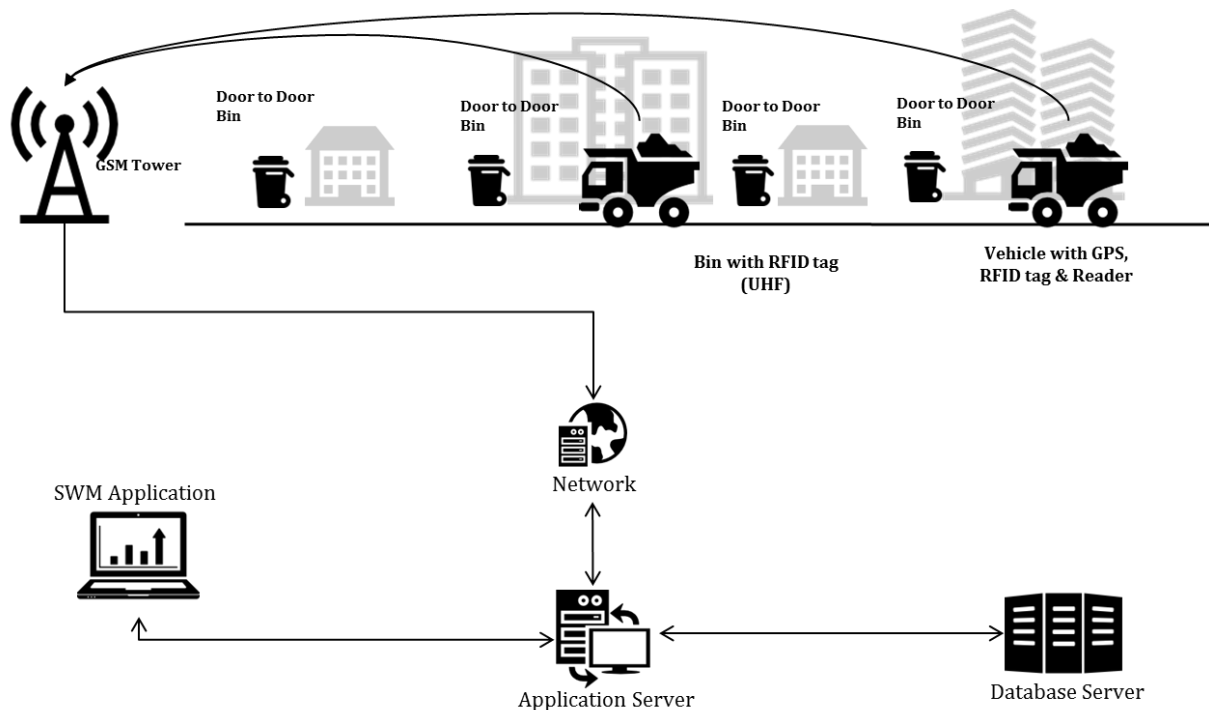 Door to Door
Bin
Door to Door
Bin
Door to Door
Bin
Door to Door
Bin
GSM Tower
Bin with RFID tag
(UHF)
Vehicle with GPS,
RFID tag & Reader
Network
SWM Application
Application Server
Database Server